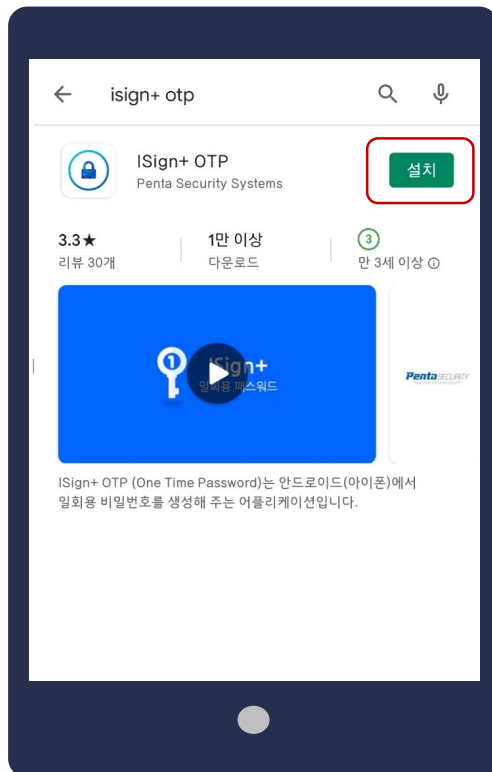 isign+ otp
ISign+ OTP
Penta Security Systems
설치
3.3★
리뷰 30개
1만 이상
다운로드
3
만 3세 이상
1
ISign+
일회용 패스워드
Penta SECURITY
ISign+ OTP (One Time Password)는 안드로이드(아이폰)에서
일회용 비밀번호를 생성해 주는 어플리케이션입니다.